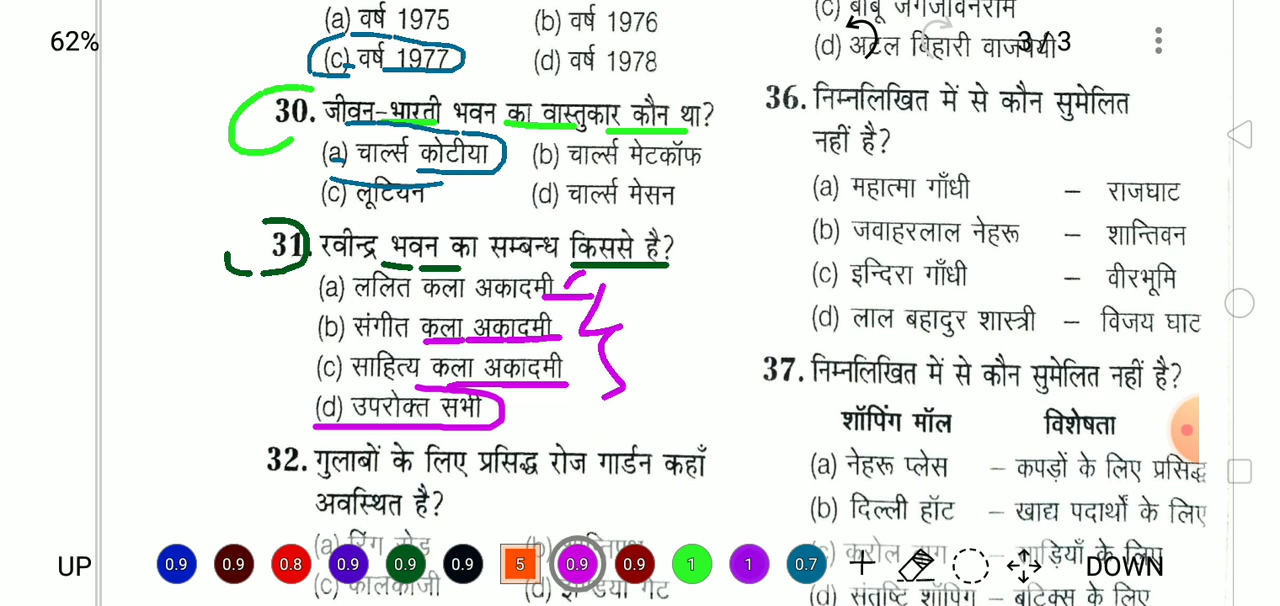 62%
(a) वर्ष 1975 (b) वर्ष 1976
(c) वर्ष 1977 (d) वर्ष 1978
30. जीवन-भारती भवन का वास्तुकार कौन था?
(a) चार्ल्स कोटीया (b) चार्ल्स मेटकॉफ
(c) लूटियन (d) चार्ल्स मेसन
31. रवीन्द्र भवन का सम्बन्ध किससे है?
(a) ललित कला अकादमी
(b) संगीत कला अकादमी
(c) साहित्य कला अकादमी
(d) उपरोक्त सभी
32. गुलाबों के लिए प्रसिद्ध रोज गार्डन कहाँ
अवस्थित है?
(a) रिंग रोड (b)
(c) कालकाजी (d) इण्डिया गेट
(c) बाबू जगजीवनराम
(d) अटल बिहारी वाजपेयी
36. निम्नलिखित में से कौन सुमेलित
नहीं है?
(a) महात्मा गाँधी – राजघाट
(b) जवाहरलाल नेहरू – शान्तिवन
(c) इन्दिरा गाँधी – वीरभूमि
(d) लाल बहादुर शास्त्री – विजय घाट
37. निम्नलिखित में से कौन सुमेलित नहीं है?
शॉपिंग मॉल विशेषता
(a) नेहरू प्लेस – कपड़ों के लिए प्रसिद्ध
(b) दिल्ली हॉट – खाद्य पदार्थों के लिए
(c) करोल बाग – के लिए
(d) संतुष्टि शॉपिंग – बुटिक्स के लिए
UP 0.9 0.9 0.8 0.9 0.9 0.9 5 0.9 0.9 1 1 0.7 DOWN